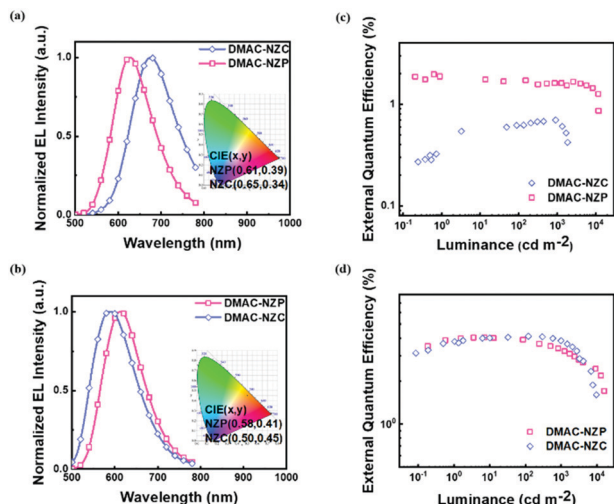 (a)
DMAC-NZC
DMAC-NZP
Normalized EL Intensity (a.u.)
1.0
0.5
0.0
CIE(x,y)
NZP(0.61,0.39)
NZC(0.65,0.34)
500 600 700 800 900 1000
Wavelength (nm)
(c)
External Quantum Efficiency (%)
10
1
0.1
DMAC-NZC
DMAC-NZP
10-1 100 101 102 103 104
Luminance (cd m-2)
(b)
DMAC-NZP
DMAC-NZC
Normalized EL Intensity (a.u.)
1.0
0.5
0.0
CIE(x,y)
NZP(0.58,0.41)
NZC(0.50,0.45)
500 600 700 800 900 1000
Wavelength (nm)
(d)
External Quantum Efficiency (%)
100
DMAC-NZP
DMAC-NZC
10-1 100 101 102 103 104
Luminance (cd m-2)